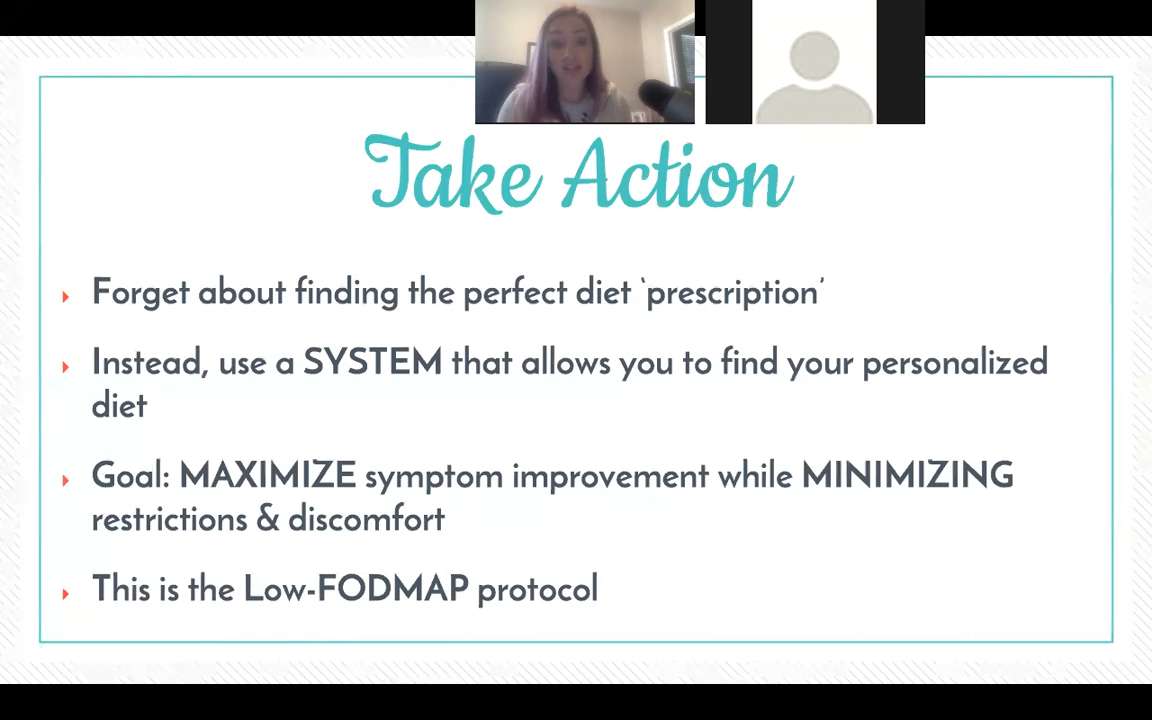 Take Action
Forget about finding the perfect diet ‘prescription’
Instead, use a SYSTEM that allows you to find your personalized
diet
Goal: MAXIMIZE symptom improvement while MINIMIZING
restrictions & discomfort
This is the Low-FODMAP protocol